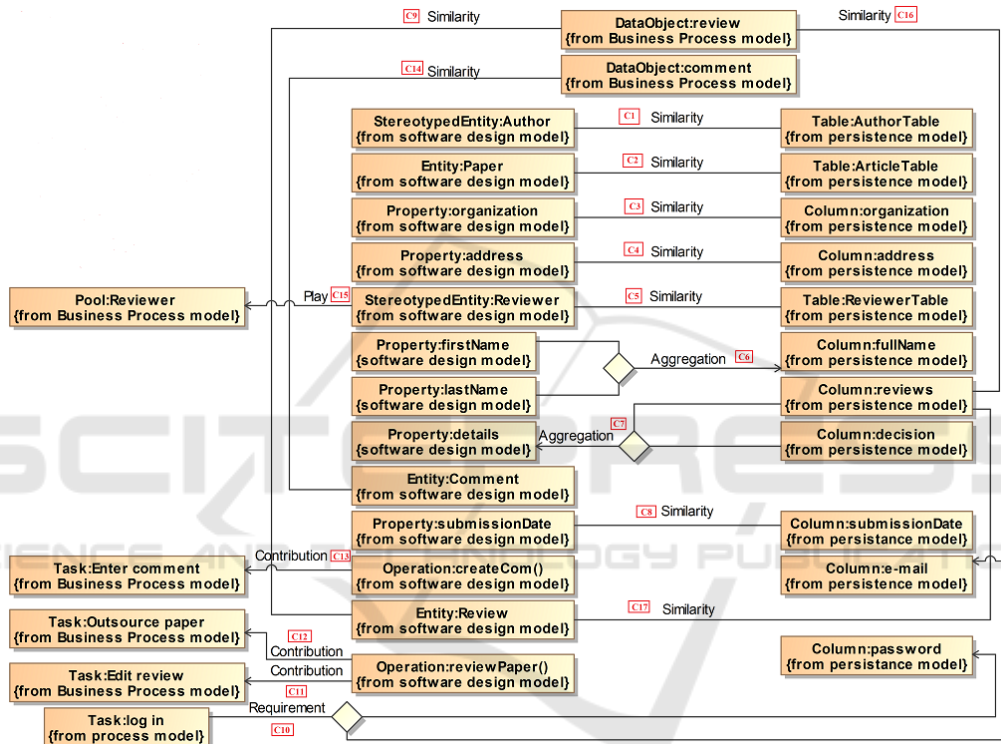 C9 Similarity
DataObject:review
{from Business Process model}
Similarity C16
C14 Similarity
DataObject:comment
{from Business Process model}
StereotypedEntity:Author
{from software design model}
C1 Similarity
Table:AuthorTable
{from persistence model}
Entity:Paper
{from software design model}
C2 Similarity
Table:ArticleTable
{from persistence model}
Property:organization
{from software design model}
C3 Similarity
Column:organization
{from persistence model}
Property:address
{from software design model}
C4 Similarity
Column:address
{from persistence model}
Pool:Reviewer
{from Business Process model}
Play C15
StereotypedEntity:Reviewer
{from software design model}
C5 Similarity
Table:ReviewerTable
{from persistence model}
Property:firstName
{software design model}
Aggregation C6
Column:fullName
{from persistence model}
Property:lastName
{software design model}
Column:reviews
{from persistence model}
Property:details
{software design model}
C7
Aggregation
Column:decision
{from persistence model}
Entity:Comment
{from software design model}
Property:submissionDate
{from software design model}
C8 Similarity
Column:submissionDate
{from persistance model}
Task:Enter comment
{from Business Process model}
Contribution C13
Operation:createCom()
{from software design model}
Column:e-mail
{from persistence model}
Task:Outsource paper
{from Business Process model}
Entity:Review
{from software design model}
C17 Similarity
C12
Contribution
Task:Edit review
{from Business Process model}
Contribution
C11
Operation:reviewPaper()
{from software design model}
Column:password
{from persistance model}
Task:log in
{from process model}
Requirement
C10
SCITEPRESS
SCIENCE AND TECHNOLOGY PUBLICATIO